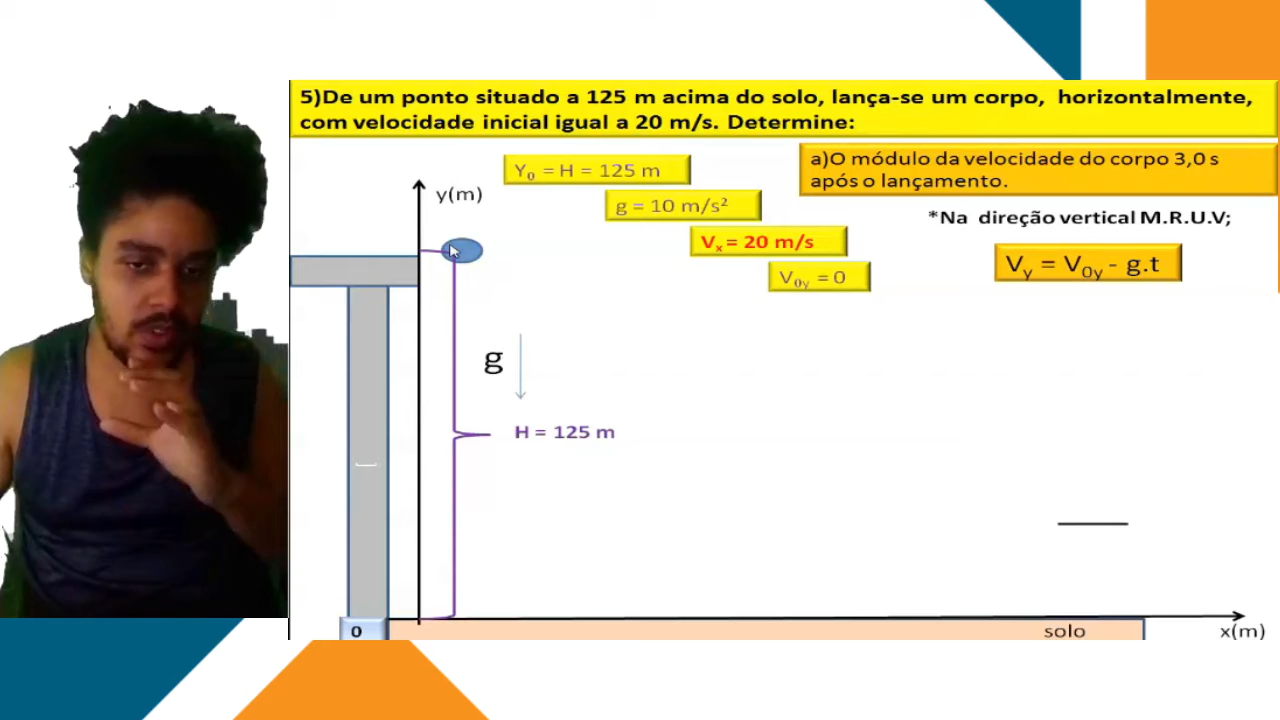 5)De um ponto situado a 125 m acima do solo, lança-se um corpo, horizontalmente,
com velocidade inicial igual a 20 m/s. Determine:
a)O módulo da velocidade do corpo 3,0 s
após o lançamento.
Y₀ = H = 125 m
y(m)
g = 10 m/s²
*Na direção vertical M.R.U.V;
Vₓ = 20 m/s
V₀y = 0
Vy = V₀y - g.t
g
H = 125 m
0
solo
x(m)